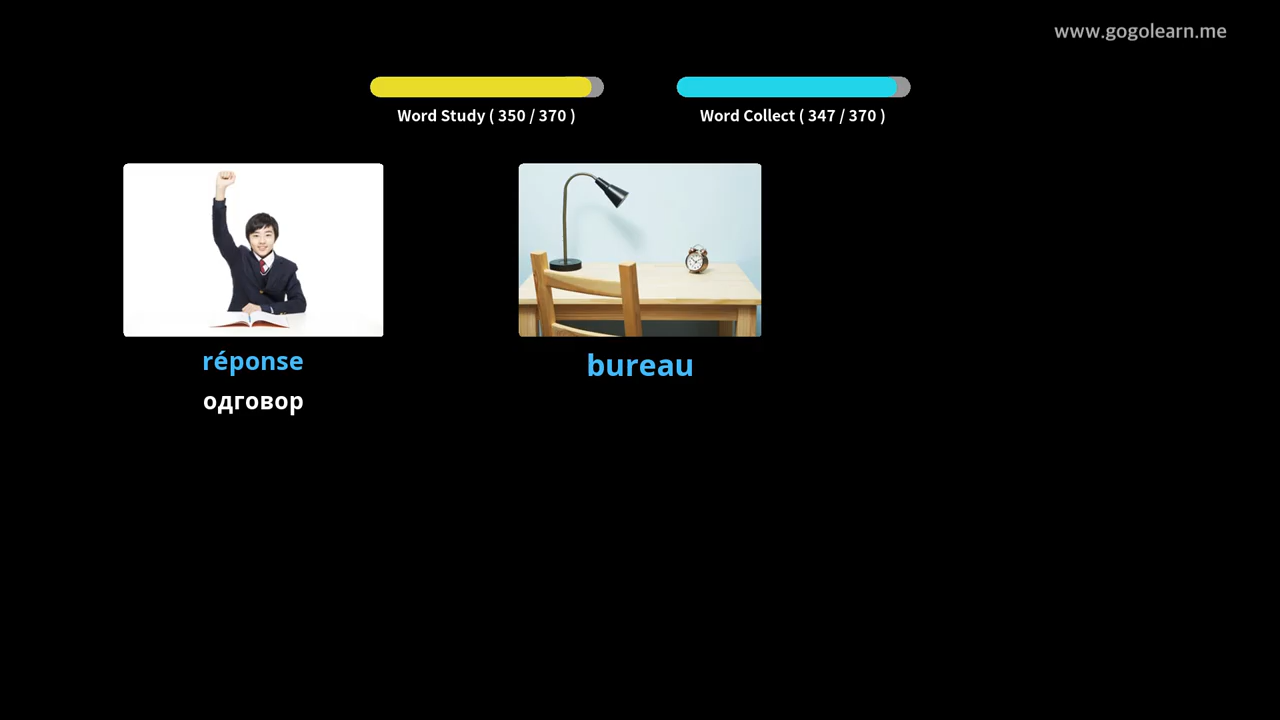 www.gogolearn.me
Word Study ( 350 / 370 )
Word Collect ( 347 / 370 )
réponse
одговор
bureau